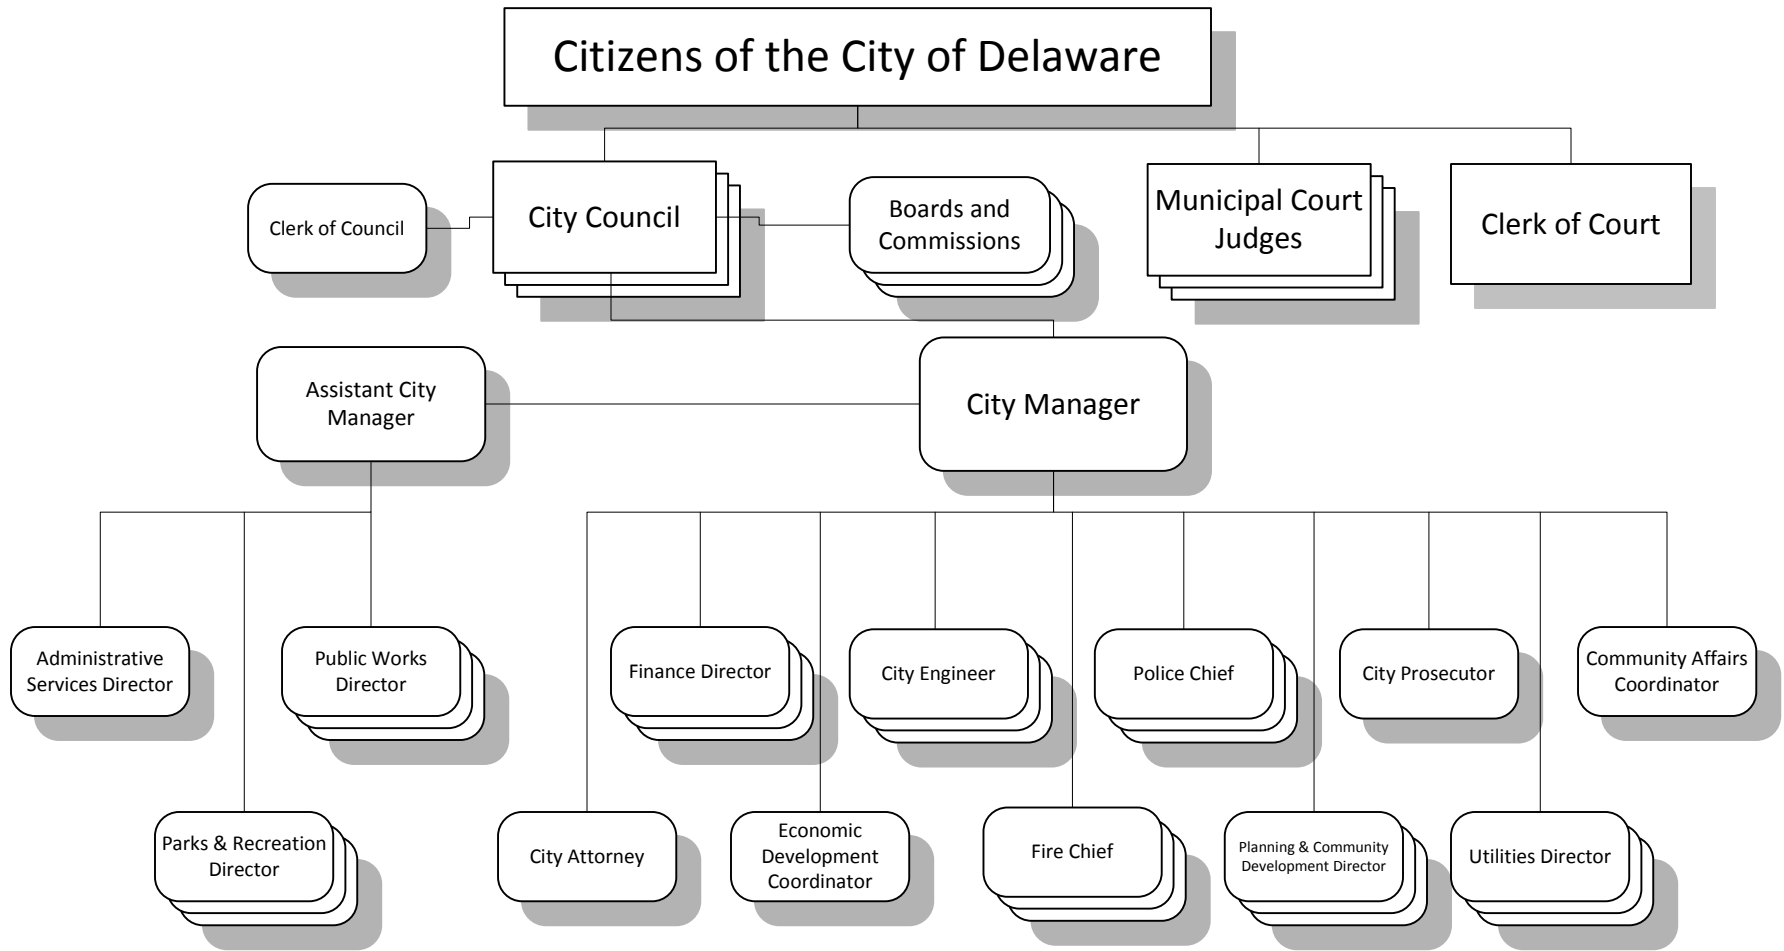 Citizens of the City of Delaware
Clerk of Council
City Council
Boards and
Commissions
Municipal Court
Judges
Clerk of Court
Assistant City
Manager
City Manager
Administrative
Services Director
Public Works
Director
Finance Director
City Engineer
Police Chief
City Prosecutor
Community Affairs
Coordinator
Parks & Recreation
Director
City Attorney
Economic
Development
Coordinator
Fire Chief
Planning & Community
Development Director
Utilities Director